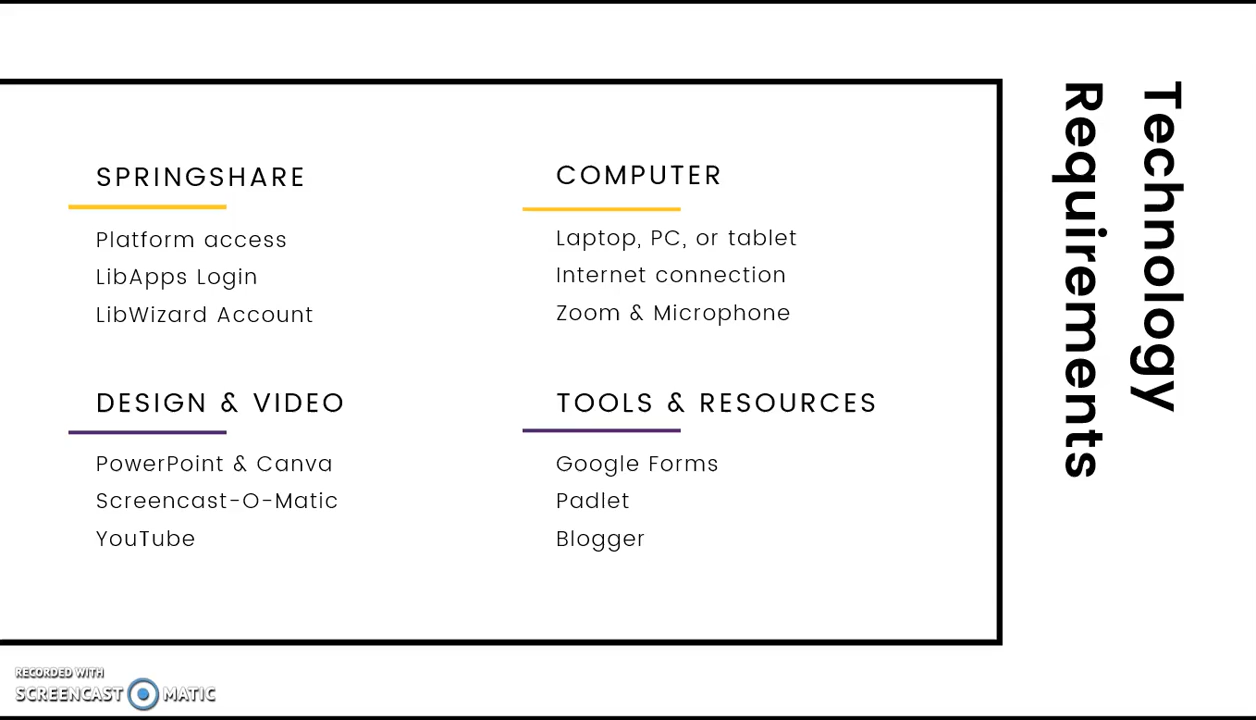 Technology
Requirements
SPRINGSHARE
Platform access
LibApps Login
LibWizard Account
COMPUTER
Laptop, PC, or tablet
Internet connection
Zoom & Microphone
DESIGN & VIDEO
PowerPoint & Canva
Screencast-O-Matic
YouTube
TOOLS & RESOURCES
Google Forms
Padlet
Blogger
RECORDED WITH
SCREENCAST MATIC